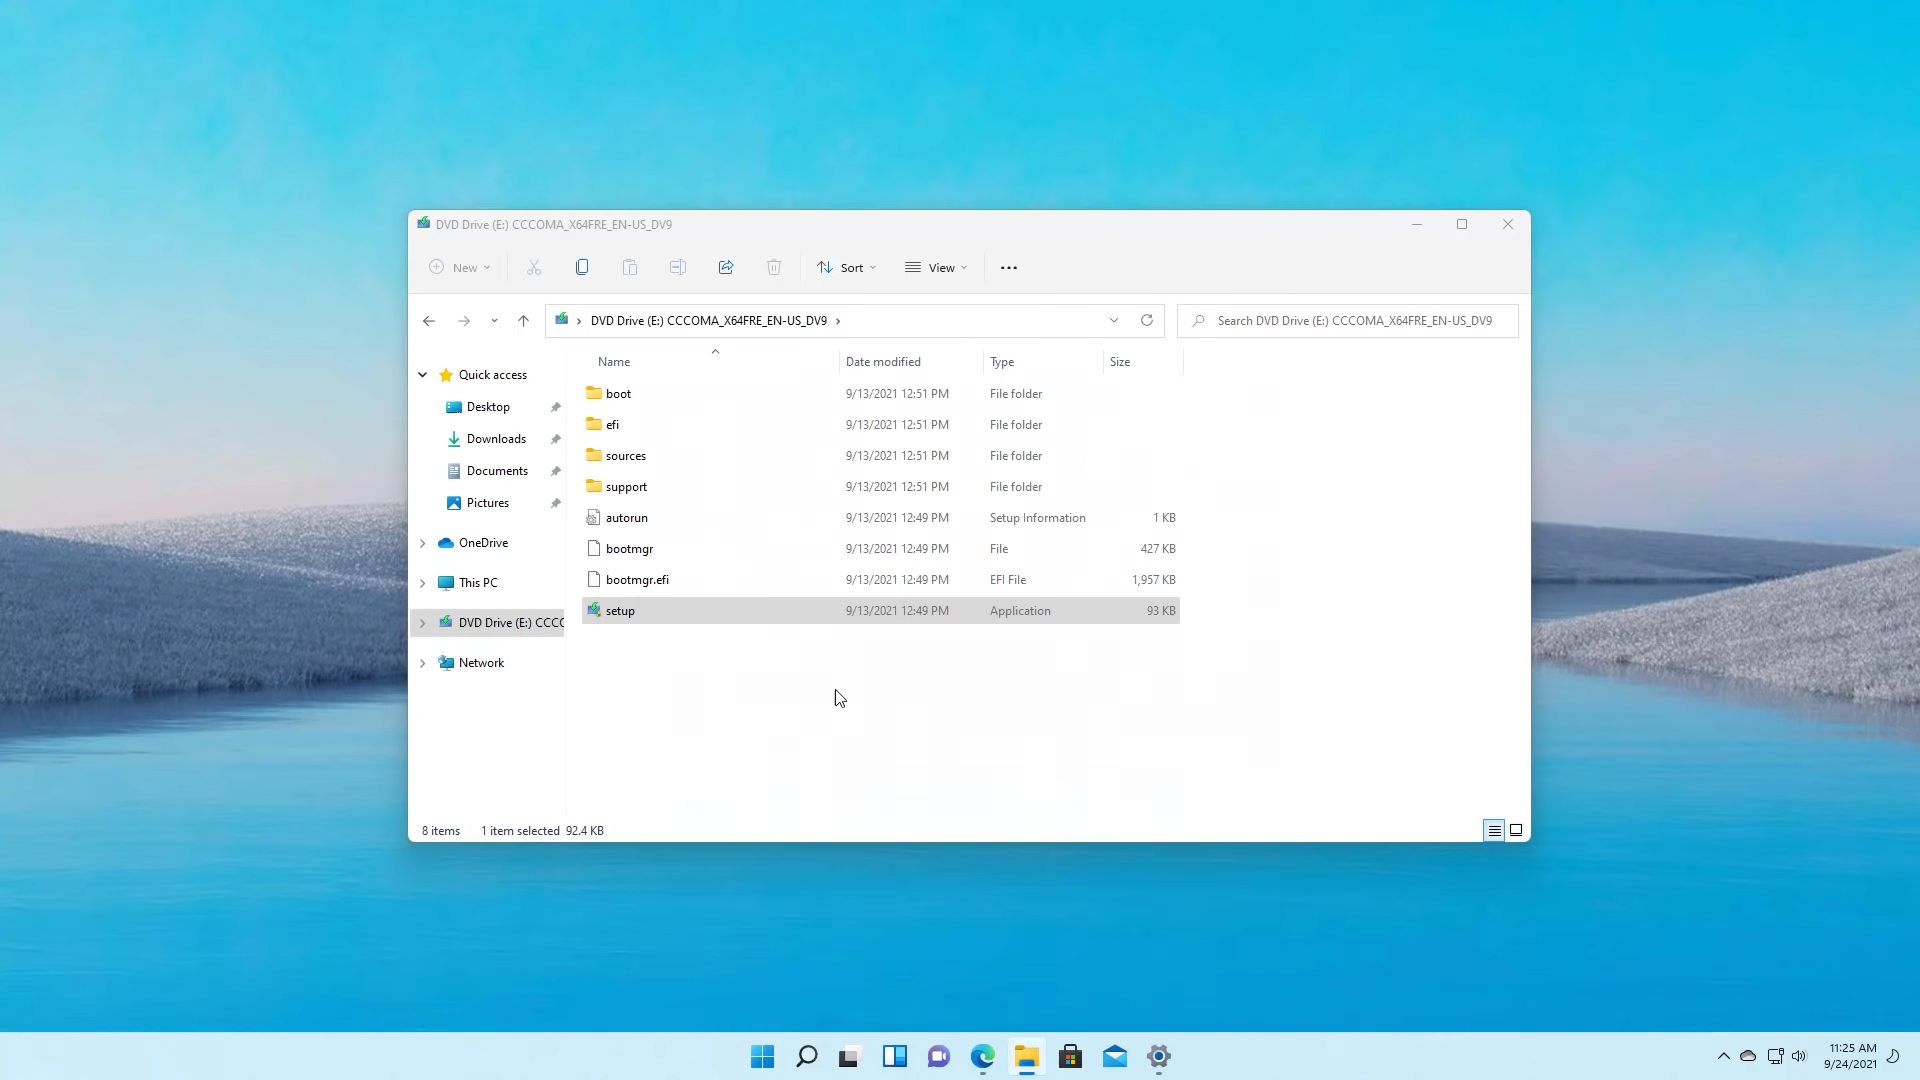 DVD Drive (E:) CCCOMA_X64FRE_EN-US_DV9
New
Sort
View
DVD Drive (E:) CCCOMA_X64FRE_EN-US_DV9
Search DVD Drive (E:) CCCOMA_X64FRE_EN-US_DV9
Name Date modified Type Size
Quick access
Desktop
Downloads
Documents
Pictures
OneDrive
This PC
DVD Drive (E:) CCCC
Network
boot 9/13/2021 12:51 PM File folder
efi 9/13/2021 12:51 PM File folder
sources 9/13/2021 12:51 PM File folder
support 9/13/2021 12:51 PM File folder
autorun 9/13/2021 12:49 PM Setup Information 1 KB
bootmgr 9/13/2021 12:49 PM File 427 KB
bootmgr.efi 9/13/2021 12:49 PM EFI File 1,957 KB
setup 9/13/2021 12:49 PM Application 93 KB
8 items 1 item selected 92.4 KB
11:25 AM
9/24/2021